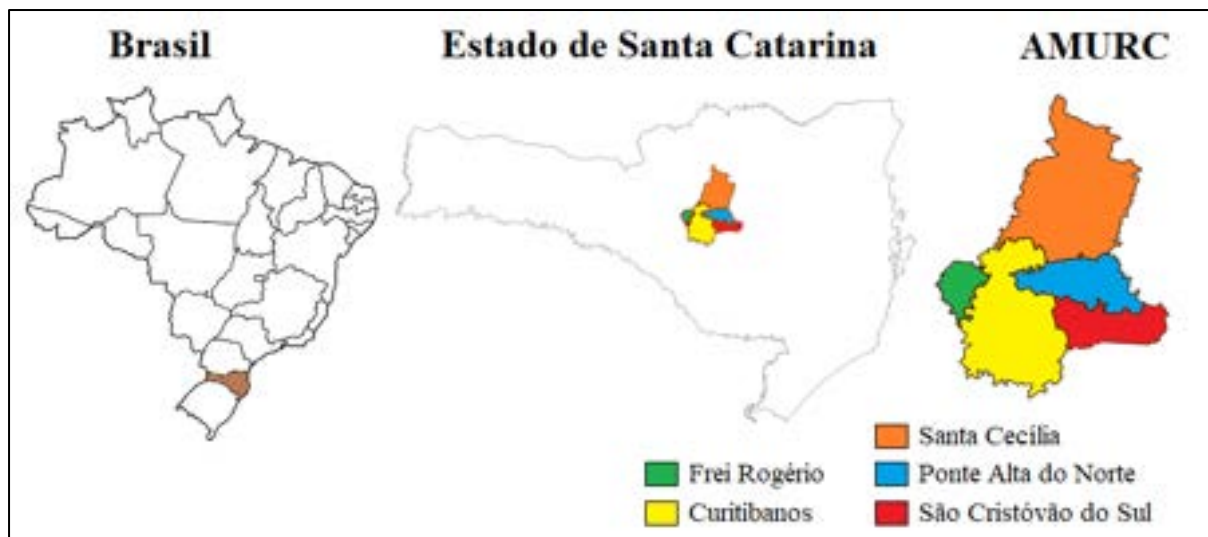 Brasil
Estado de Santa Catarina
AMURC
Santa Cecília
Frei Rogério
Ponte Alta do Norte
Curitibanos
São Cristóvão do Sul